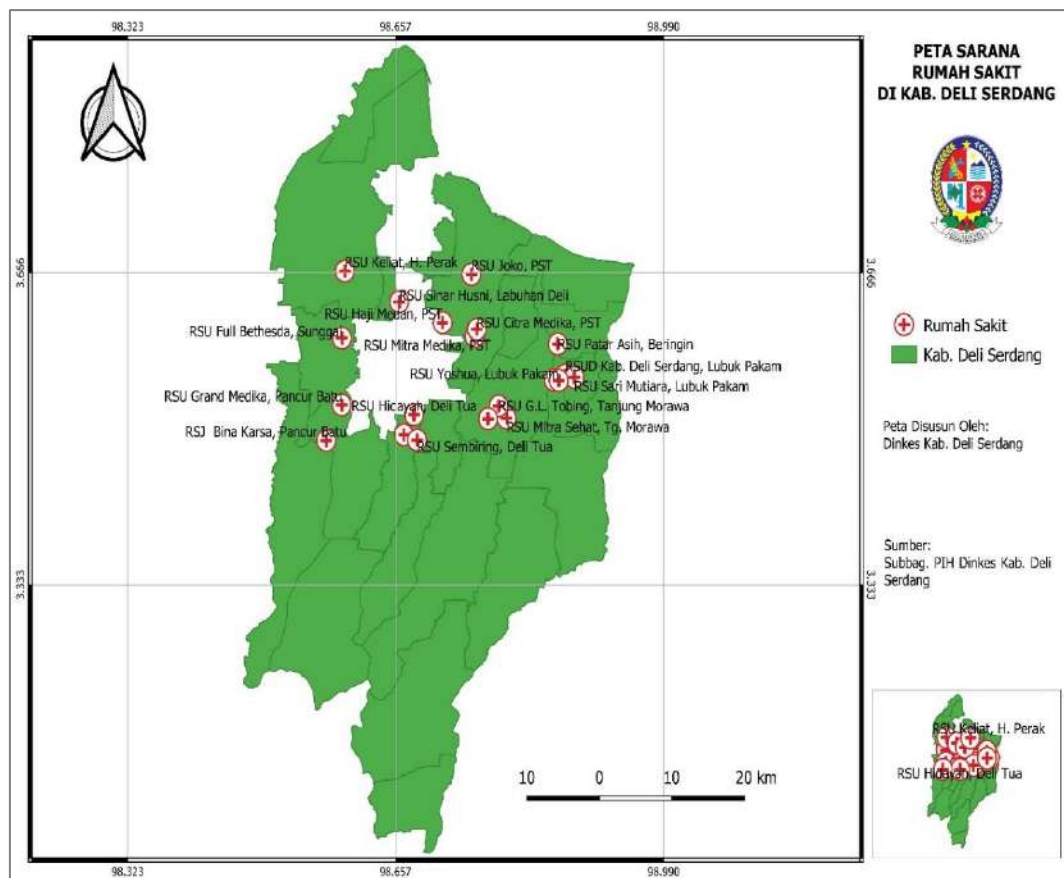 98.323 98.657 98.990
PETA SARANA
RUMAH SAKIT
DI KAB. DELI SERDANG
3.666 3.666
RSU Keliat, H. Perak
RSU Joko, PST
RSU Sinar Husni, Labuhan Deli
RSU Haji Medan, PST
RSU Citra Medika, PST
RSU Full Bethesda, Sunggal
RSU Mitra Medika, PST
RSU Patar Asih, Beringin
RSUD Kab. Deli Serdang, Lubuk Pakam
RSU Yoshua, Lubuk Pakam
RSU Sari Mutiara, Lubuk Pakam
RSU Grand Medika, Pancur Batu
RSU Hidayah, Deli Tua
RSU G.L. Tobing, Tanjung Morawa
RSU Mitra Sehat, Tg. Morawa
RSJ Bina Karsa, Pancur Batu
RSU Sembiring, Deli Tua
Rumah Sakit
Kab. Deli Serdang
Peta Disusun Oleh:
Dinkes Kab. Deli Serdang
Sumber:
Subbag. PIH Dinkes Kab. Deli
Serdang
3.333 3.333
RSU Keliat, H. Perak
RSU Hidayah, Deli Tua
10 0 10 20 km
98.323 98.657 98.990